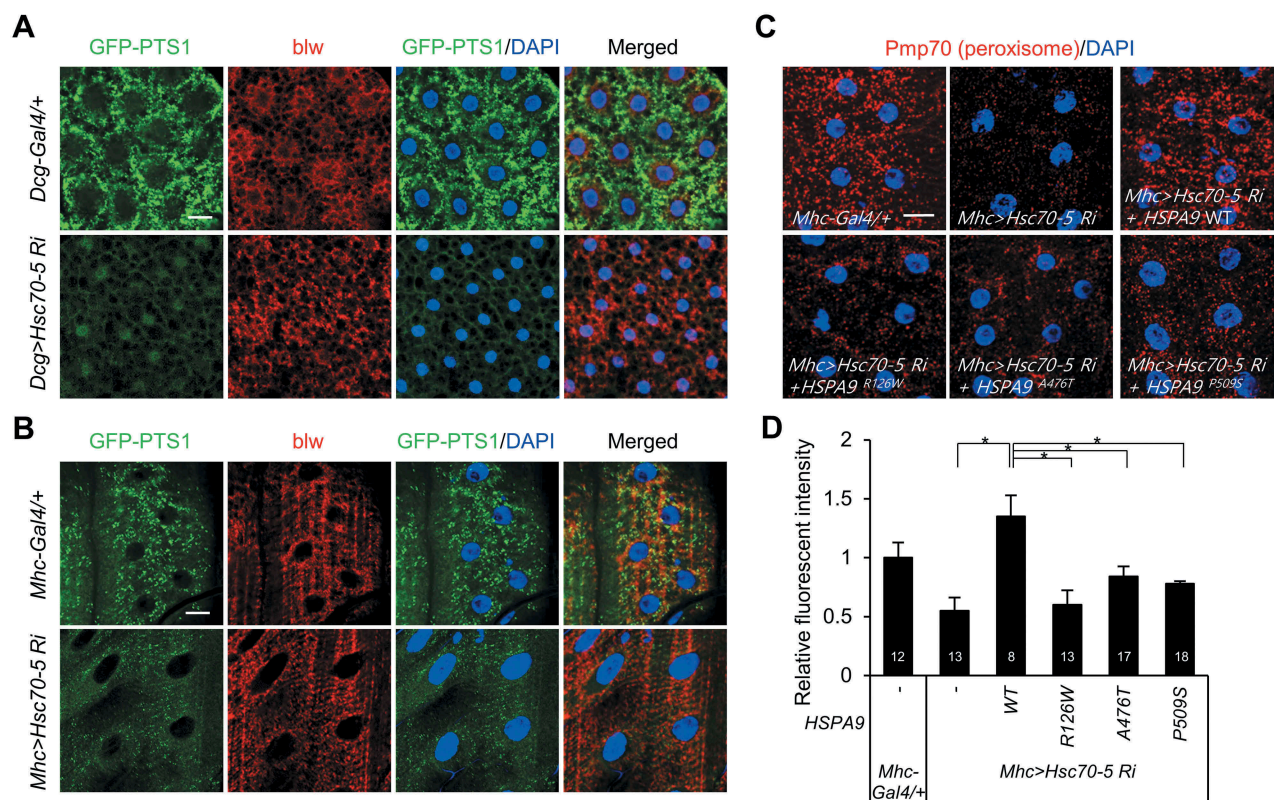 A
GFP-PTS1 blw GFP-PTS1/DAPI Merged
Dcg-Gal4/+
Dcg>Hsc70-5 Ri
B
GFP-PTS1 blw GFP-PTS1/DAPI Merged
Mhc-Gal4/+
Mhc>Hsc70-5 Ri
C
Pmp70 (peroxisome)/DAPI
Mhc-Gal4/+
Mhc>Hsc70-5 Ri
Mhc>Hsc70-5 Ri
+ HSPA9 WT
Mhc>Hsc70-5 Ri
+HSPA9 R126W
Mhc>Hsc70-5 Ri
+ HSPA9 A476T
Mhc>Hsc70-5 Ri
+ HSPA9 P509S
D
Relative fluorescent intensity
2
1.5
1
0.5
0
* * *
12 13 8 13 17 18
HSPA9 - - WT R126W A476T P509S
Mhc-
Gal4/+
Mhc>Hsc70-5 Ri